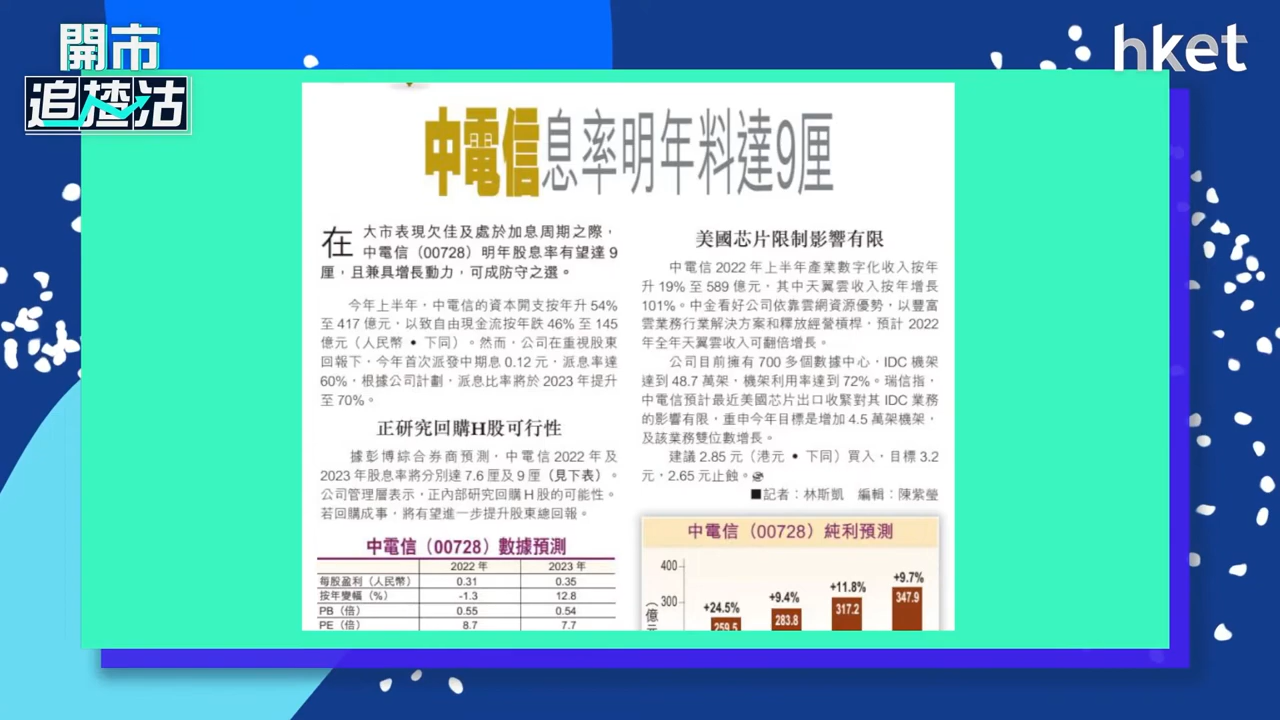 開市
追揸沽
hket
中電信息率明年料達9厘
在大市表現欠佳及處於加息周期之際，
中電信（00728）明年股息率有望達9
厘，且兼具增長動力，可成防守之選。
今年上半年，中電信的資本開支按年升54%
至417億元，以致自由現金流按年跌46%至145
億元（人民幣•下同）。然而，公司在重視股東
回報下，今年首次派發中期息0.12元，派息率達
60%，根據公司計劃，派息比率將於2023年提升
至70%。
正研究回購H股可行性
據彭博綜合券商預測，中電信2022年及
2023年股息率將分別達7.6厘及9厘（見下表）。
公司管理層表示，正內部研究回購H股的可能性。
若回購成事，將有望進一步提升股東總回報。
中電信（00728）數據預測
2022年 2023年
每股盈利（人民幣） 0.31 0.35
按年變幅（%） -1.3 12.8
PB（倍） 0.55 0.54
PE（倍） 8.7 7.7
美國芯片限制影響有限
中電信2022年上半年產業數字化收入按年
升19%至589億元，其中天翼雲收入按年增長
101%。中金看好公司依靠雲網資源優勢，以豐富
雲業務行業解決方案和釋放經營槓桿，預計2022
年全年天翼雲收入可翻倍增長。
公司目前擁有700多個數據中心，IDC機架
達到48.7萬架，機架利用率達到72%。瑞信指，
中電信預計最近美國芯片出口收緊對其IDC業務
的影響有限，重申今年目標是增加4.5萬架機架，
及該業務雙位數增長。
建議2.85元（港元•下同）買入，目標3.2
元，2.65元止蝕。
■記者：林斯凱 編輯：陳紫瑩
中電信（00728）純利預測
（億元
400
300
+24.5%
+9.4%
+11.8%
+9.7%
259.5
283.8
317.2
347.9